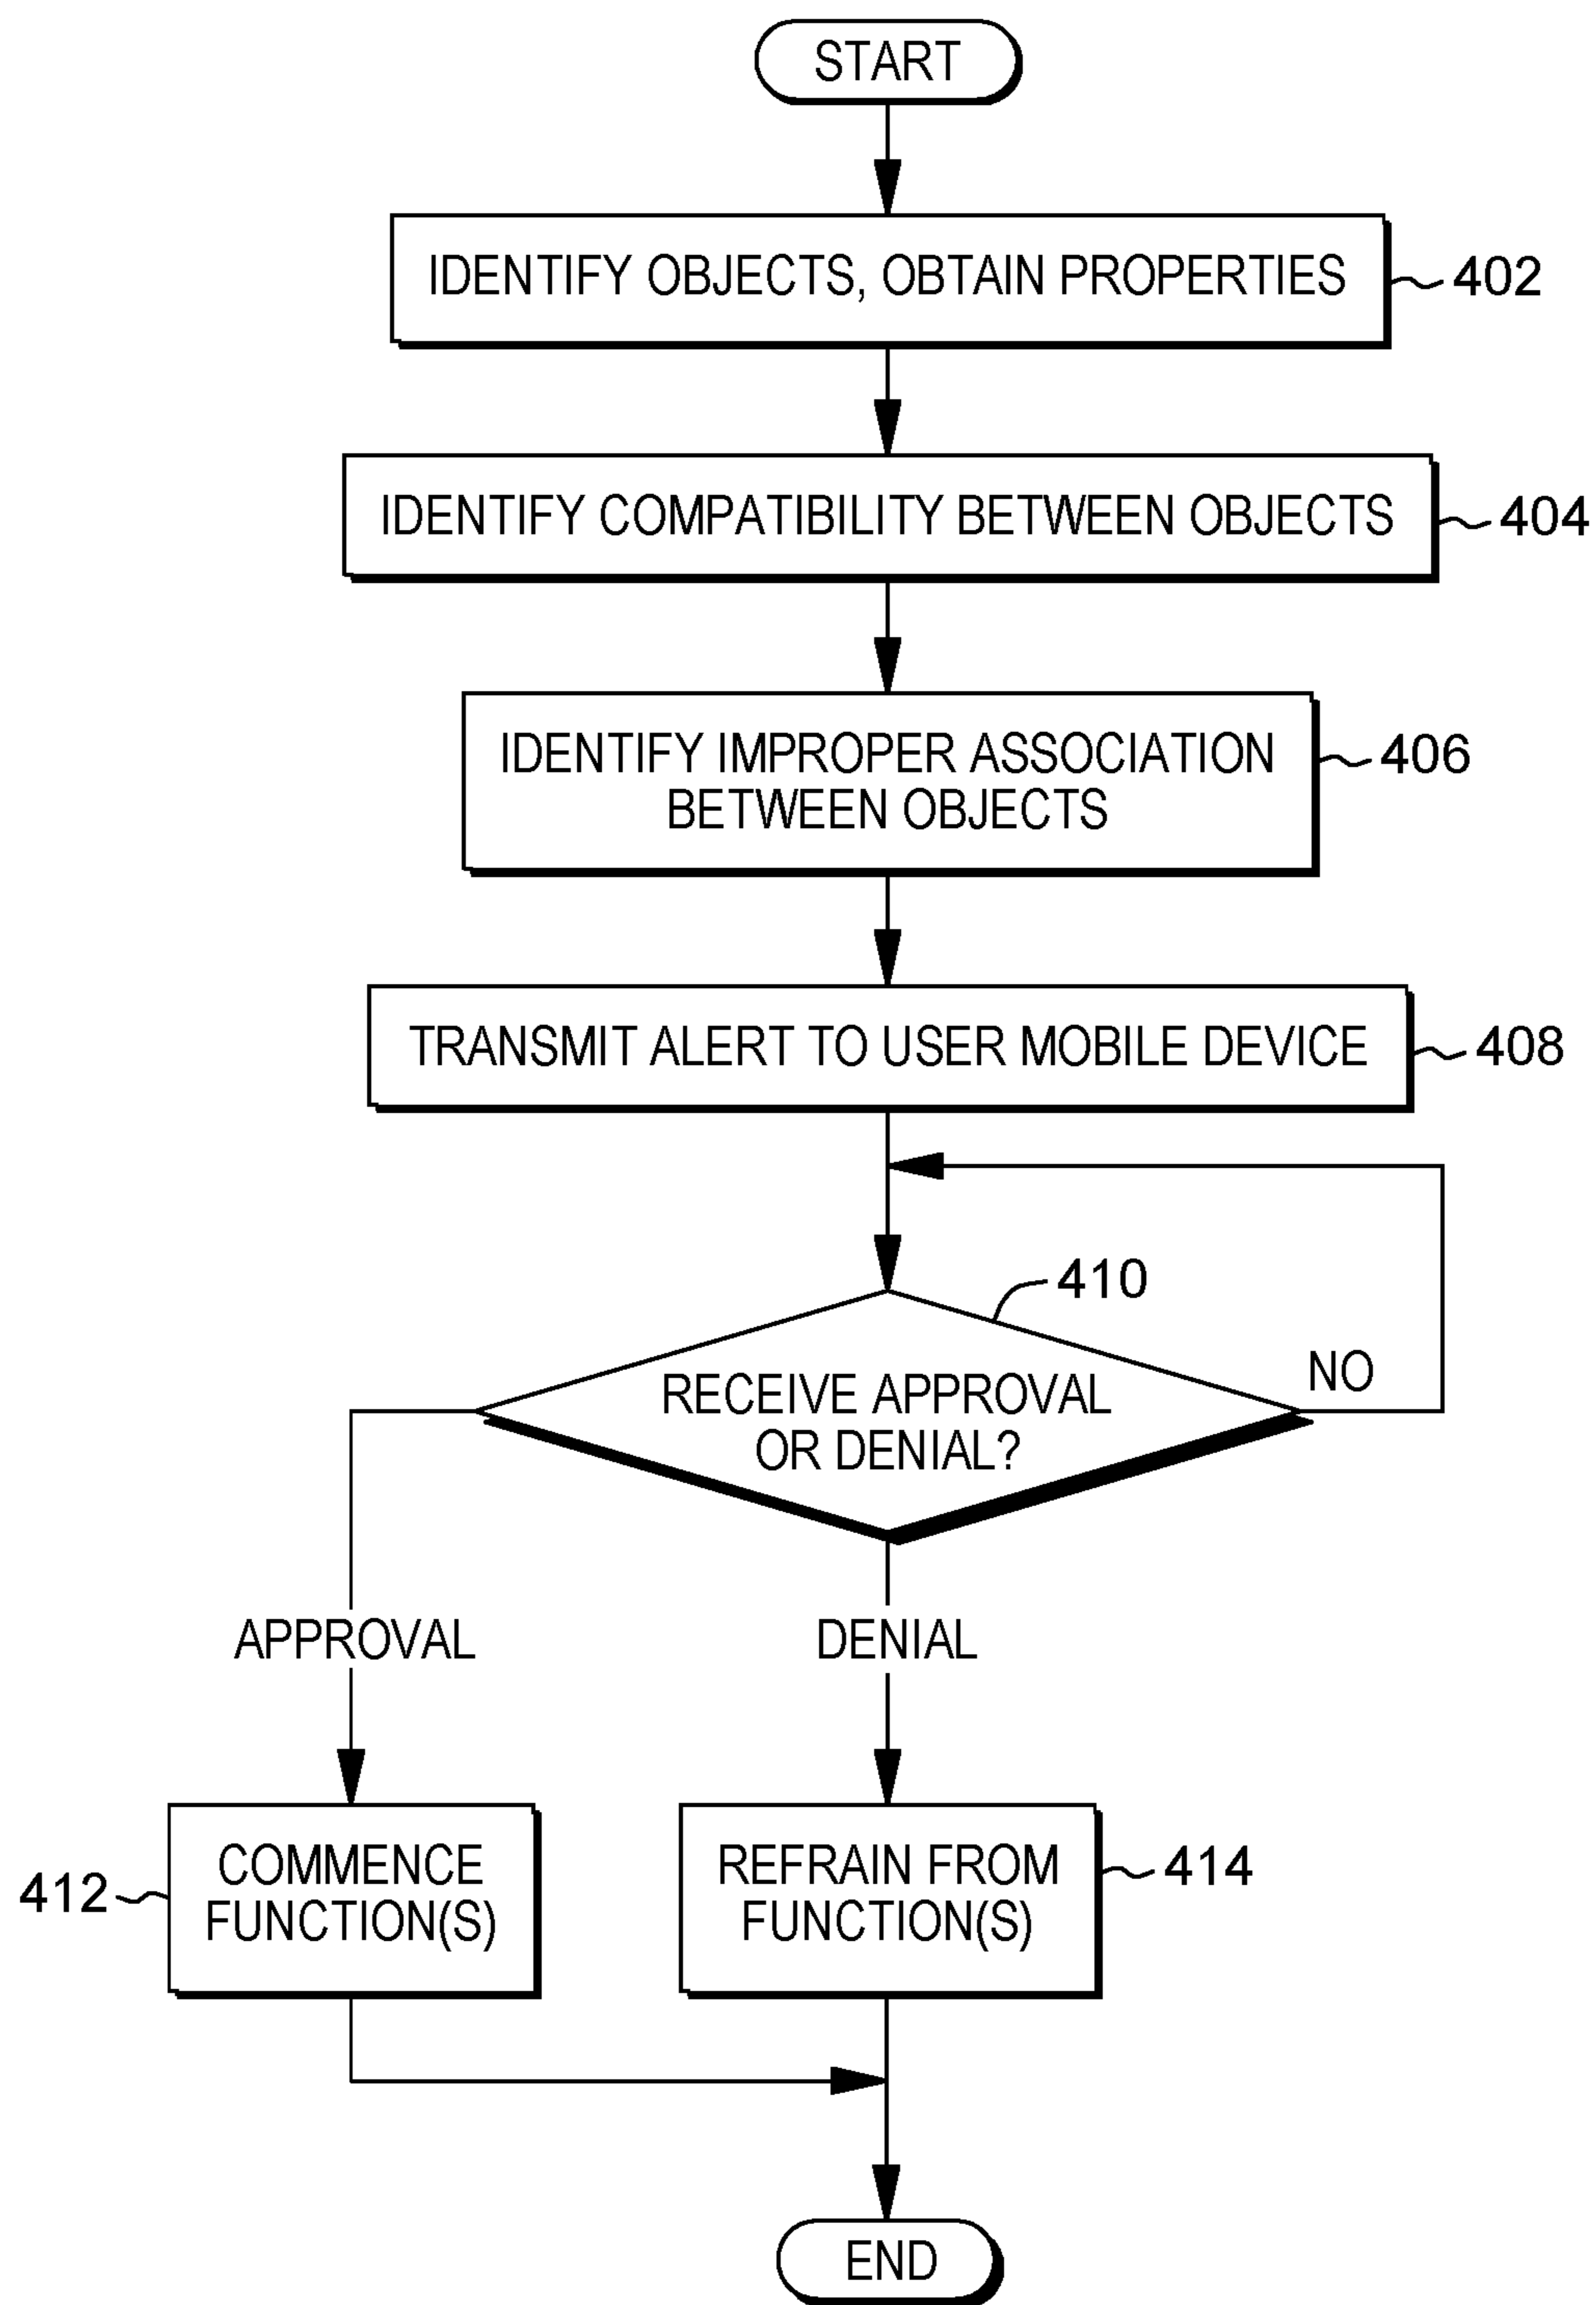 START
IDENTIFY OBJECTS, OBTAIN PROPERTIES
402
IDENTIFY COMPATIBILITY BETWEEN OBJECTS
404
IDENTIFY IMPROPER ASSOCIATION
BETWEEN OBJECTS
406
TRANSMIT ALERT TO USER MOBILE DEVICE
408
410
RECEIVE APPROVAL
OR DENIAL?
NO
APPROVAL
DENIAL
412
COMMENCE
FUNCTION(S)
REFRAIN FROM
FUNCTION(S)
414
END